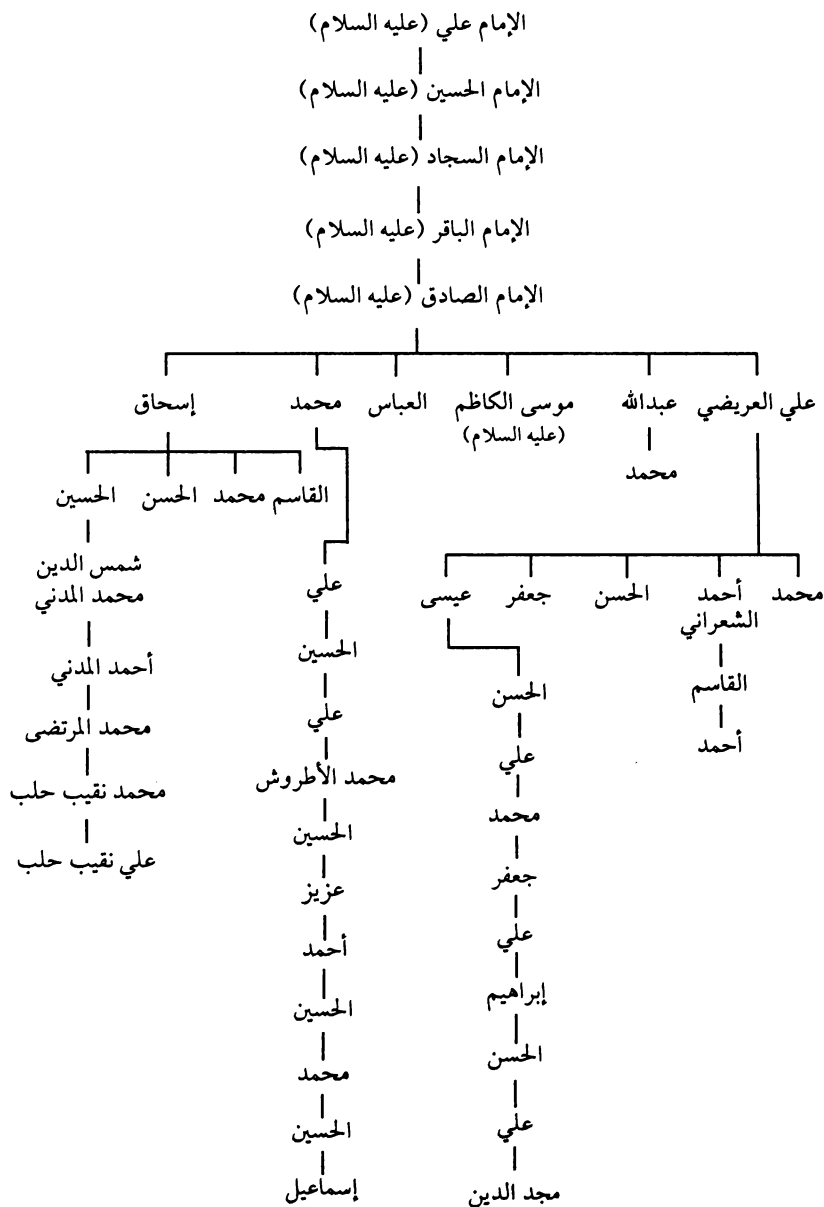 الإمام علي (عليه السلام)
الإمام الحسين (عليه السلام)
الإمام السجاد (عليه السلام)
الإمام الباقر (عليه السلام)
الإمام الصادق (عليه السلام)
علي العريضي
عبدالله
موسى الكاظم
(عليه السلام)
العباس
محمد
إسحاق
محمد
محمد
أحمد
الشعراني
الحسن
جعفر
عيسى
القاسم
أحمد
الحسن
علي
محمد
جعفر
علي
إبراهيم
الحسن
علي
مجد الدين
علي
الحسين
علي
محمد الأطروش
الحسين
عزيز
أحمد
الحسين
محمد
الحسين
إسماعيل
القاسم
محمد
الحسن
الحسين
شمس الدين
محمد المدني
أحمد المدني
محمد المرتضى
محمد نقيب حلب
علي نقيب حلب